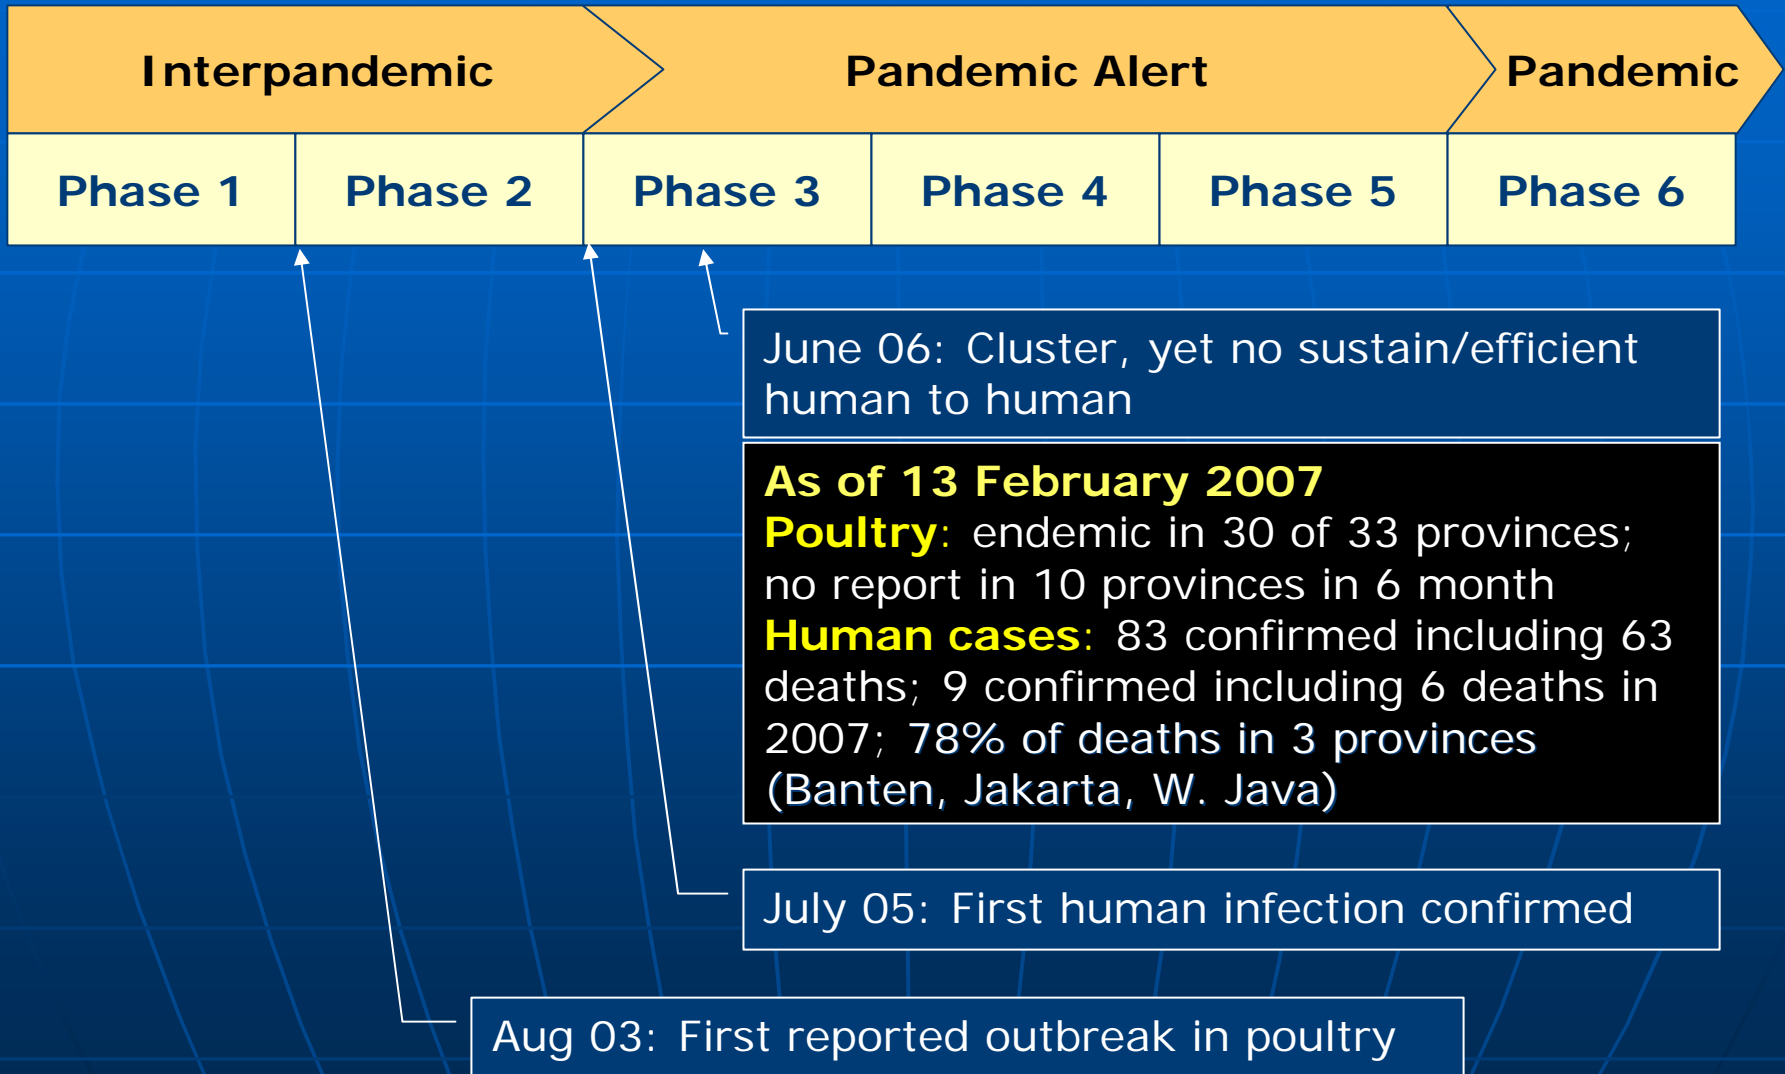 Interpandemic
Pandemic Alert
Pandemic
Phase 1
Phase 2
Phase 3
Phase 4
Phase 5
Phase 6
June 06: Cluster, yet no sustain/efficient
human to human
As of 13 February 2007
Poultry: endemic in 30 of 33 provinces;
no report in 10 provinces in 6 month
Human cases: 83 confirmed including 63
deaths; 9 confirmed including 6 deaths in
2007; 78% of deaths in 3 provinces
(Banten, Jakarta, W. Java)
July 05: First human infection confirmed
Aug 03: First reported outbreak in poultry